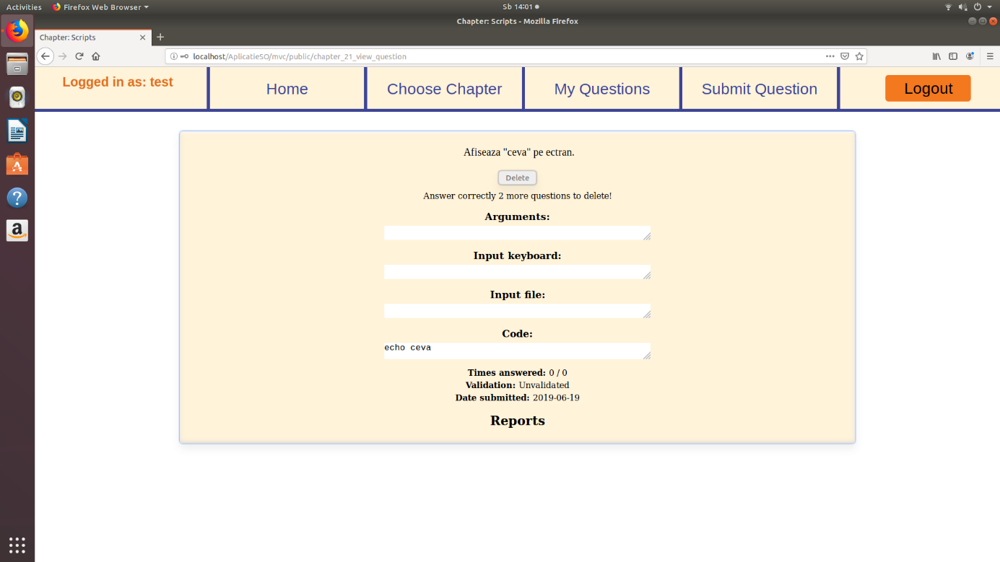 Activities
Firefox Web Browser
Sb 14:01
Chapter: Scripts - Mozilla Firefox
Chapter: Scripts
localhost/AplicatieSO/mvc/public/chapter_21_view_question
Logged in as: test
Home
Choose Chapter
My Questions
Submit Question
Logout
Afiseaza "ceva" pe ectran.
Delete
Answer correctly 2 more questions to delete!
Arguments:
Input keyboard:
Input file:
Code:
echo ceva
Times answered: 0 / 0
Validation: Unvalidated
Date submitted: 2019-06-19
Reports